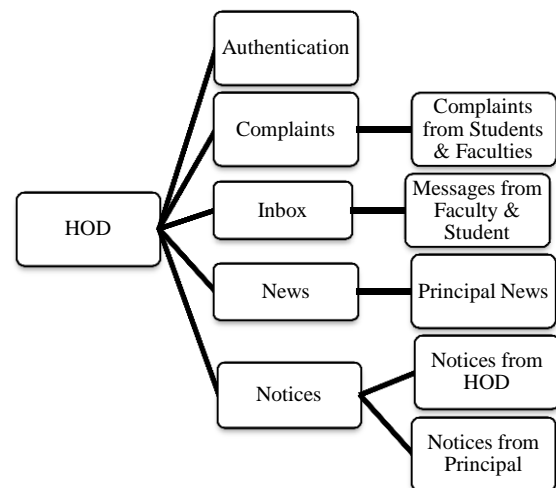 Authentication
Complaints
Complaints
from Students
& Faculties
HOD
Inbox
Messages from
Faculty &
Student
News
Principal News
Notices
Notices from
HOD
Notices from
Principal